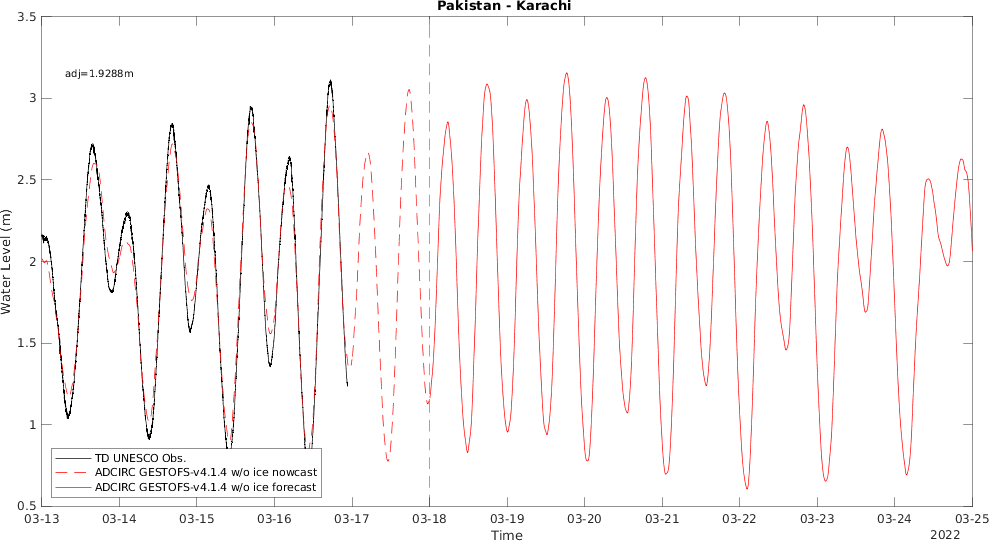 Pakistan - Karachi
3.5
adj=1.9288m
3
2.5
2
Water Level (m)
1.5
1
TD UNESCO Obs.
ADCIRC GESTOFS-v4.1.4 w/o ice nowcast
ADCIRC GESTOFS-v4.1.4 w/o ice forecast
0.5
03-13 03-14 03-15 03-16 03-17 03-18 03-19 03-20 03-21 03-22 03-23 03-24 03-25
Time
2022